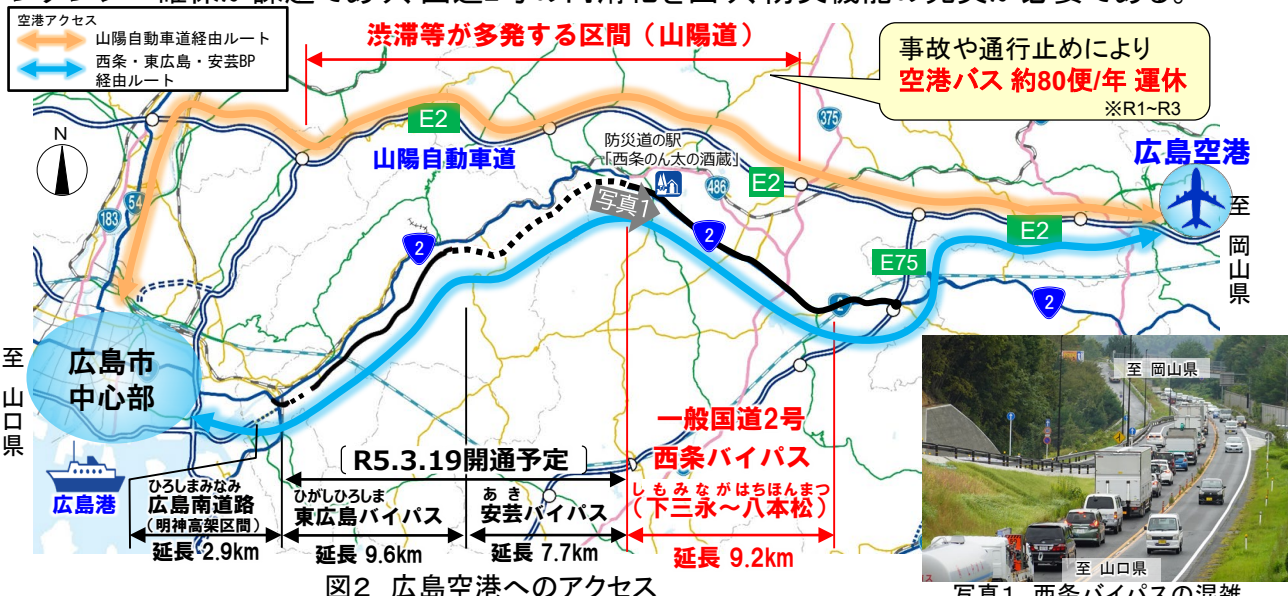 空港アクセス
山陽自動車道経由ルート
西条・東広島・安芸BP
経由ルート
渋滞等が多発する区間（山陽道）
事故や通行止めにより
空港バス 約80便/年 運休
※R1~R3
N
E2
375
山陽自動車道
防災道の駅
「西条のん太の酒蔵」
広島空港
54
183
写真1
486
E2
至
岡
山
県
2
2
E2
E75
2
2
至
山
口
県
広島市
中心部
広島港
［R5.3.19開通予定］
一般国道2号
西条バイパス
しもみながはちほんまつ
（下三永～八本松）
延長 9.2km
ひろしまみなみ
広島南道路
（明神高架区間）
延長 2.9km
ひがしひろしま
東広島バイパス
延長 9.6km
あき
安芸バイパス
延長 7.7km
至 岡山県
至 山口県
図2 広島空港へのアクセス
写真1 西条バイパスの混雑